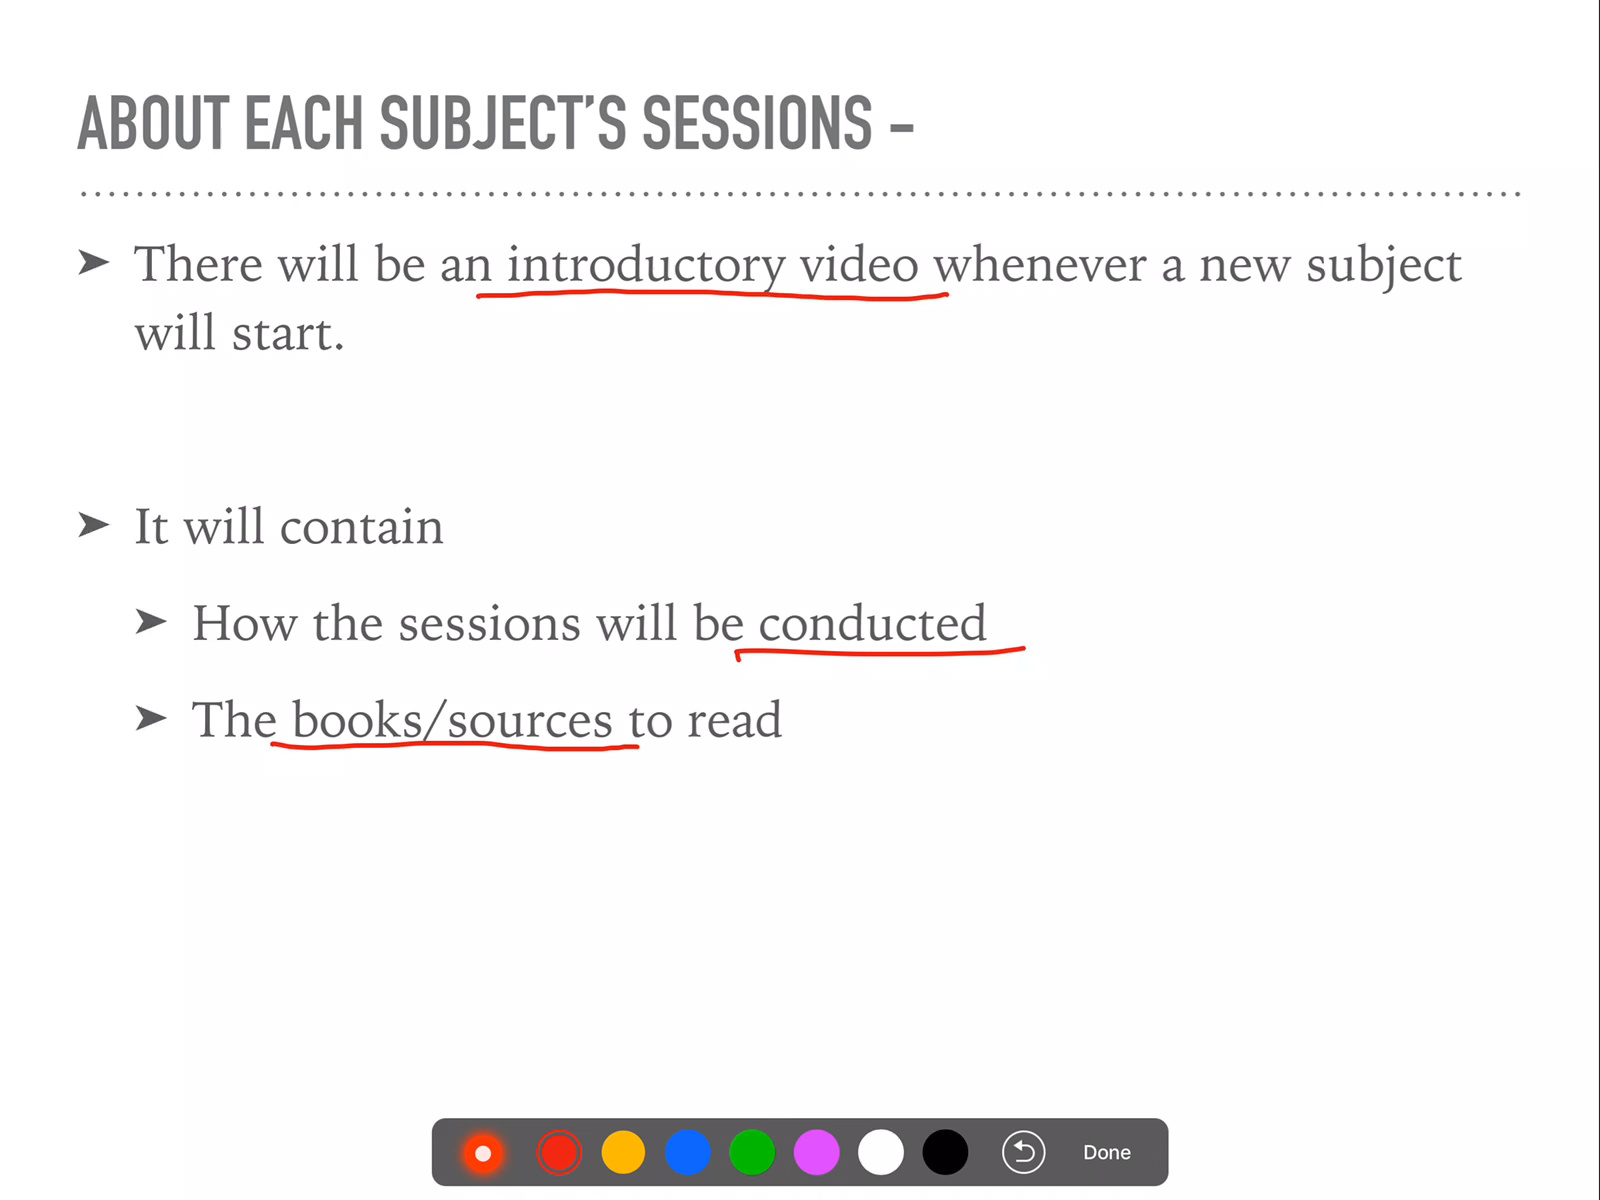 ABOUT EACH SUBJECT’S SESSIONS –
➤ There will be an introductory video whenever a new subject
will start.
➤ It will contain
➤ How the sessions will be conducted
➤ The books/sources to read
Done